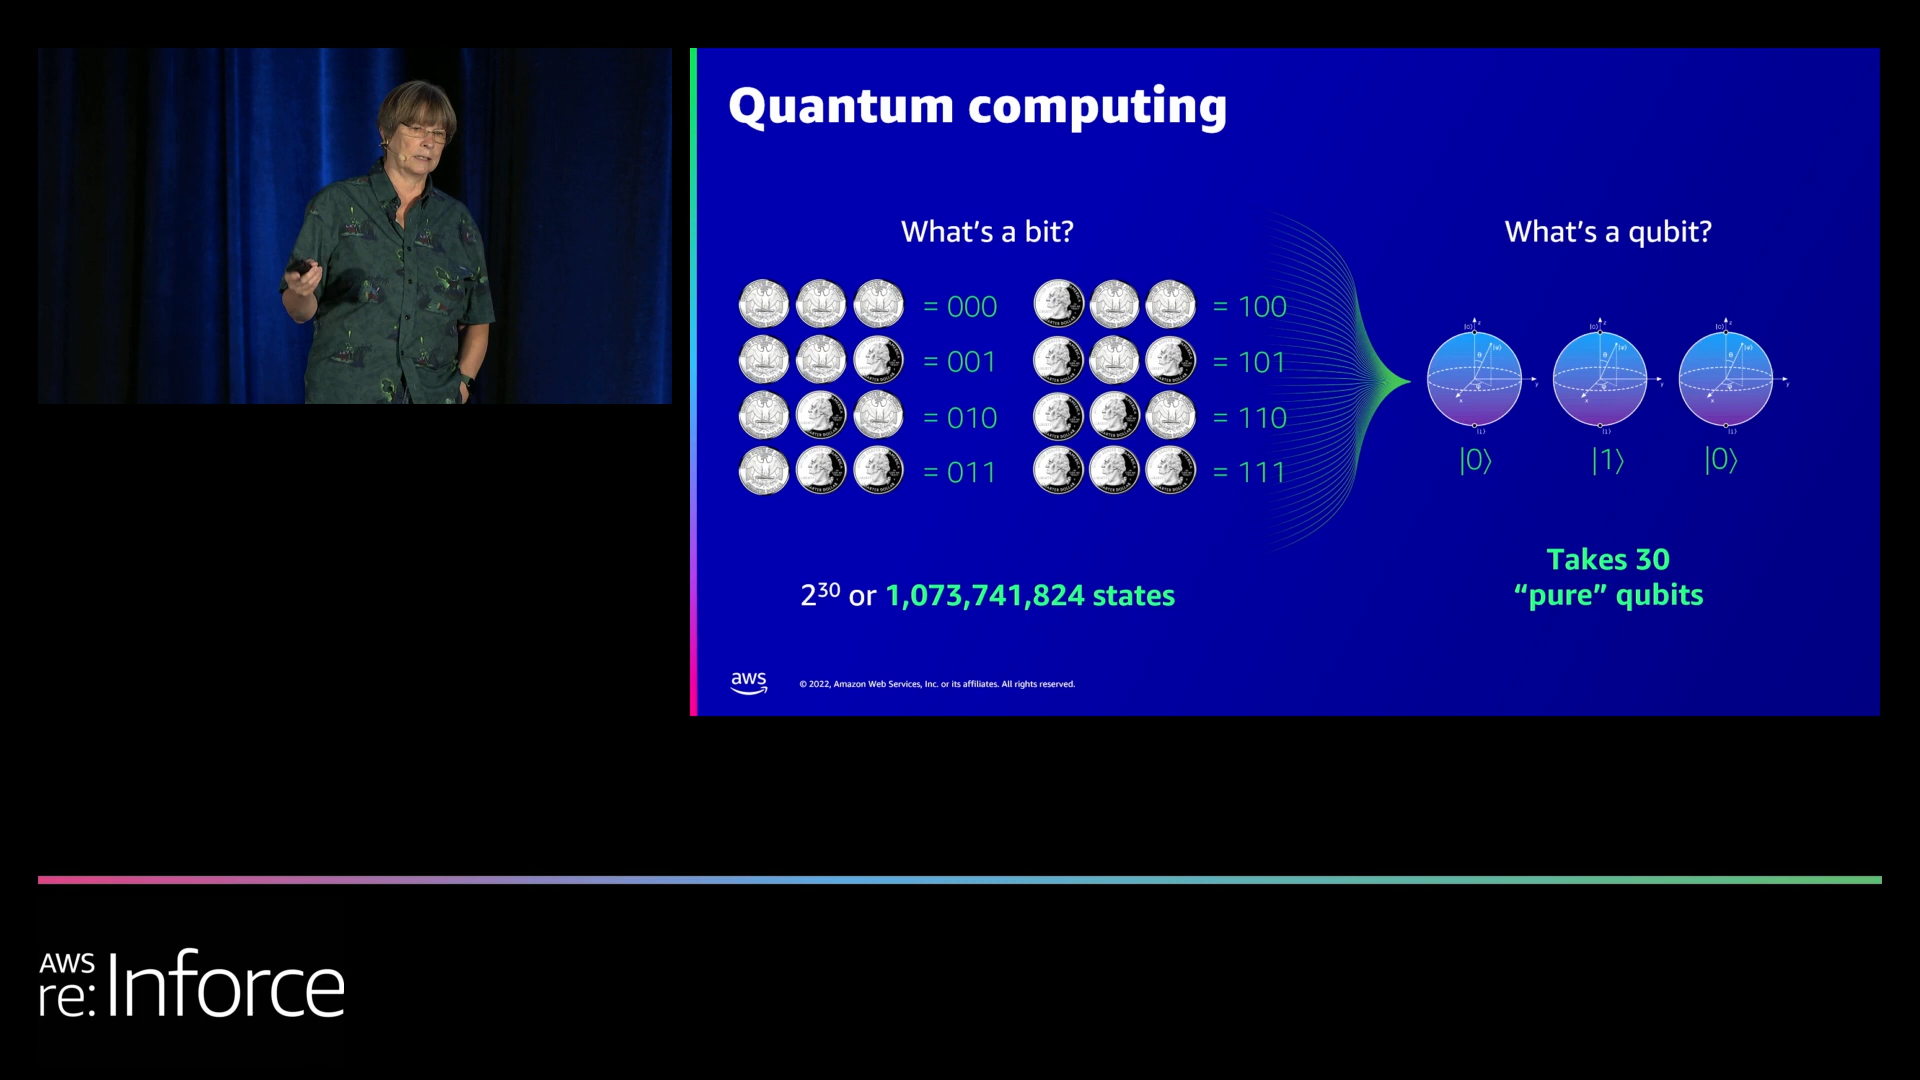 Quantum computing
What's a bit?
What's a qubit?
= 000
= 100
= 001
= 101
= 010
= 110
= 011
= 111
|0⟩ |1⟩ |0⟩
2³⁰ or 1,073,741,824 states
Takes 30
“pure” qubits
aws
© 2022, Amazon Web Services, Inc. or its affiliates. All rights reserved.
AWS
re:Inforce